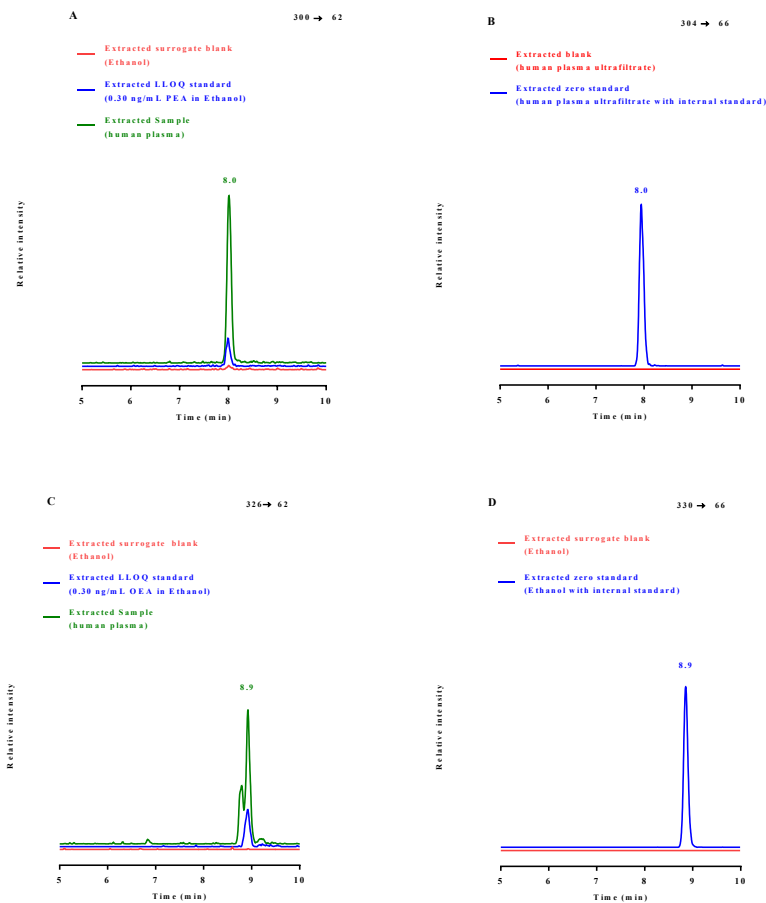 A
300 → 62
Extracted surrogate blank
(Ethanol)
Extracted LLOQ standard
(0.30 ng/mL PEA in Ethanol)
Extracted Sample
(human plasma)
8.0
Relative intensity
5 6 7 8 9 10
Time (min)
B
304 → 66
Extracted blank
(human plasma ultrafiltrate)
Extracted zero standard
(human plasma ultrafiltrate with internal standard)
8.0
Relative intensity
5 6 7 8 9 10
Time (min)
C
326→ 62
Extracted surrogate blank
(Ethanol)
Extracted LLOQ standard
(0.30 ng/mL OEA in Ethanol)
Extracted Sample
(human plasma)
8.9
Relative intensity
5 6 7 8 9 10
Time (min)
D
330 → 66
Extracted surrogate blank
(Ethanol)
Extracted zero standard
(Ethanol with internal standard)
8.9
Relative intensity
5 6 7 8 9 10
Time (min)